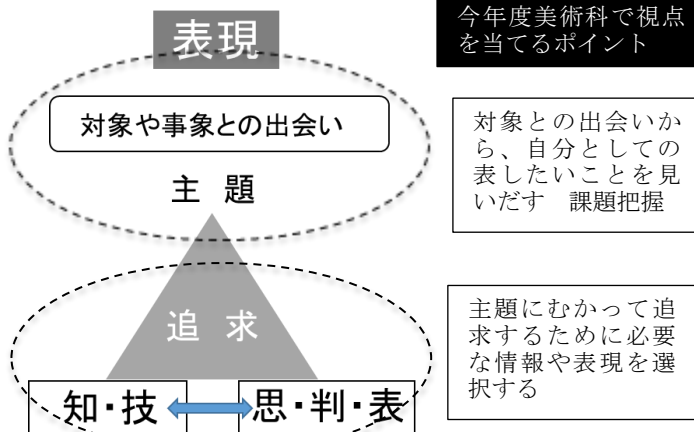 表現
今年度美術科で視点
を当てるポイント
対象や事象との出会い
主 題
対象との出会いか
ら、自分としての
表したいことを見
いだす　課題把握
追 求
主題にむかって追
求するために必要
な情報や表現を選
択する
知・技
思・判・表